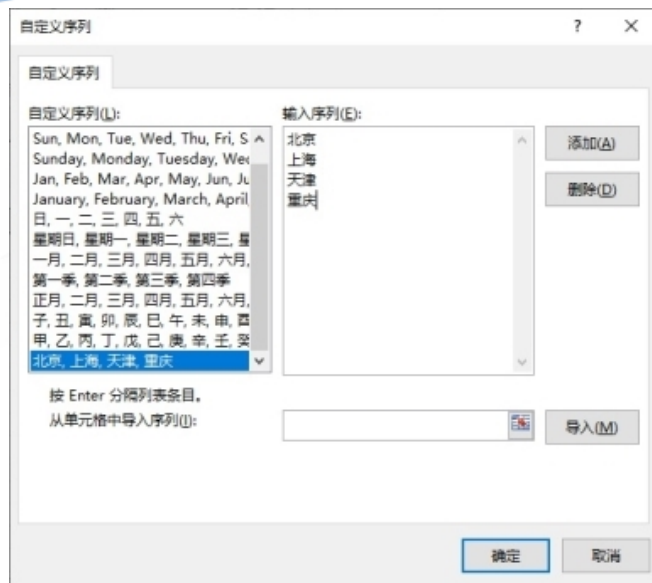 自定义序列
? ×
自定义序列
自定义序列(L):
输入序列(E):
Sun, Mon, Tue, Wed, Thu, Fri, S
Sunday, Monday, Tuesday, Wed
Jan, Feb, Mar, Apr, May, Jun, Ju
January, February, March, April,
日, 一, 二, 三, 四, 五, 六
星期日, 星期一, 星期二, 星期三, 星
一月, 二月, 三月, 四月, 五月, 六月,
第一季, 第二季, 第三季, 第四季
正月, 二月, 三月, 四月, 五月, 六月,
子, 丑, 寅, 卯, 辰, 巳, 午, 未, 申, 酉
甲, 乙, 丙, 丁, 戊, 己, 庚, 辛, 壬, 癸
北京, 上海, 天津, 重庆
北京
上海
天津
重庆
添加(A)
删除(D)
按 Enter 分隔列表条目。
从单元格中导入序列(I):
导入(M)
确定
取消